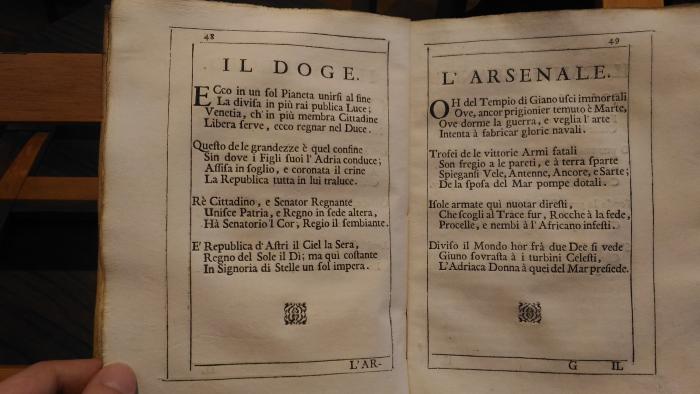 48
IL DOGE.
ECco in un sol Pianeta unirsi al fine
La divisa in più rai publica Luce;
Venetia, ch' in più membra Cittadine
Libera serve, ecco regnar nel Duce.
Questo de le grandezze è quel confine
Sin dove i Figli suoi l' Adria conduce;
Assisa in soglio, e coronata il crine
La Republica tutta in lui traluce.
Rè Cittadino, e Senator Regnante
Unisce Patria, e Regno in sede altera,
Hà Senatorio 'l Cor, Regio il sembiante.
E' Republica d' Astri il Ciel la Sera,
Regno del Sole il Dì; ma quì costante
In Signoria di Stelle un sol impera.
L' AR-
49
L' ARSENALE.
OH del Tempio di Giano usci immortali
Ove, ancor prigionier temuto è Marte,
Ove dorme la guerra, e veglia l' arte
Intenta à fabricar glorie navali.
Trofei de le vittorie Armi fatali
Son fregio a le pareti, e à terra sparte
Spiegansi Vele, Antenne, Ancore, e Sarte;
De la sposa del Mar pompe dotali.
Isole armate quì nuotar diresti,
Che scogli al Trace fur, Rocche à la fede,
Procelle, e nembi à l' Africano infesti.
Diviso il Mondo hor frà due Dee si vede
Giuno sovrasta à i turbini Celesti,
L' Adriaca Donna à quei del Mar presiede.
G IL